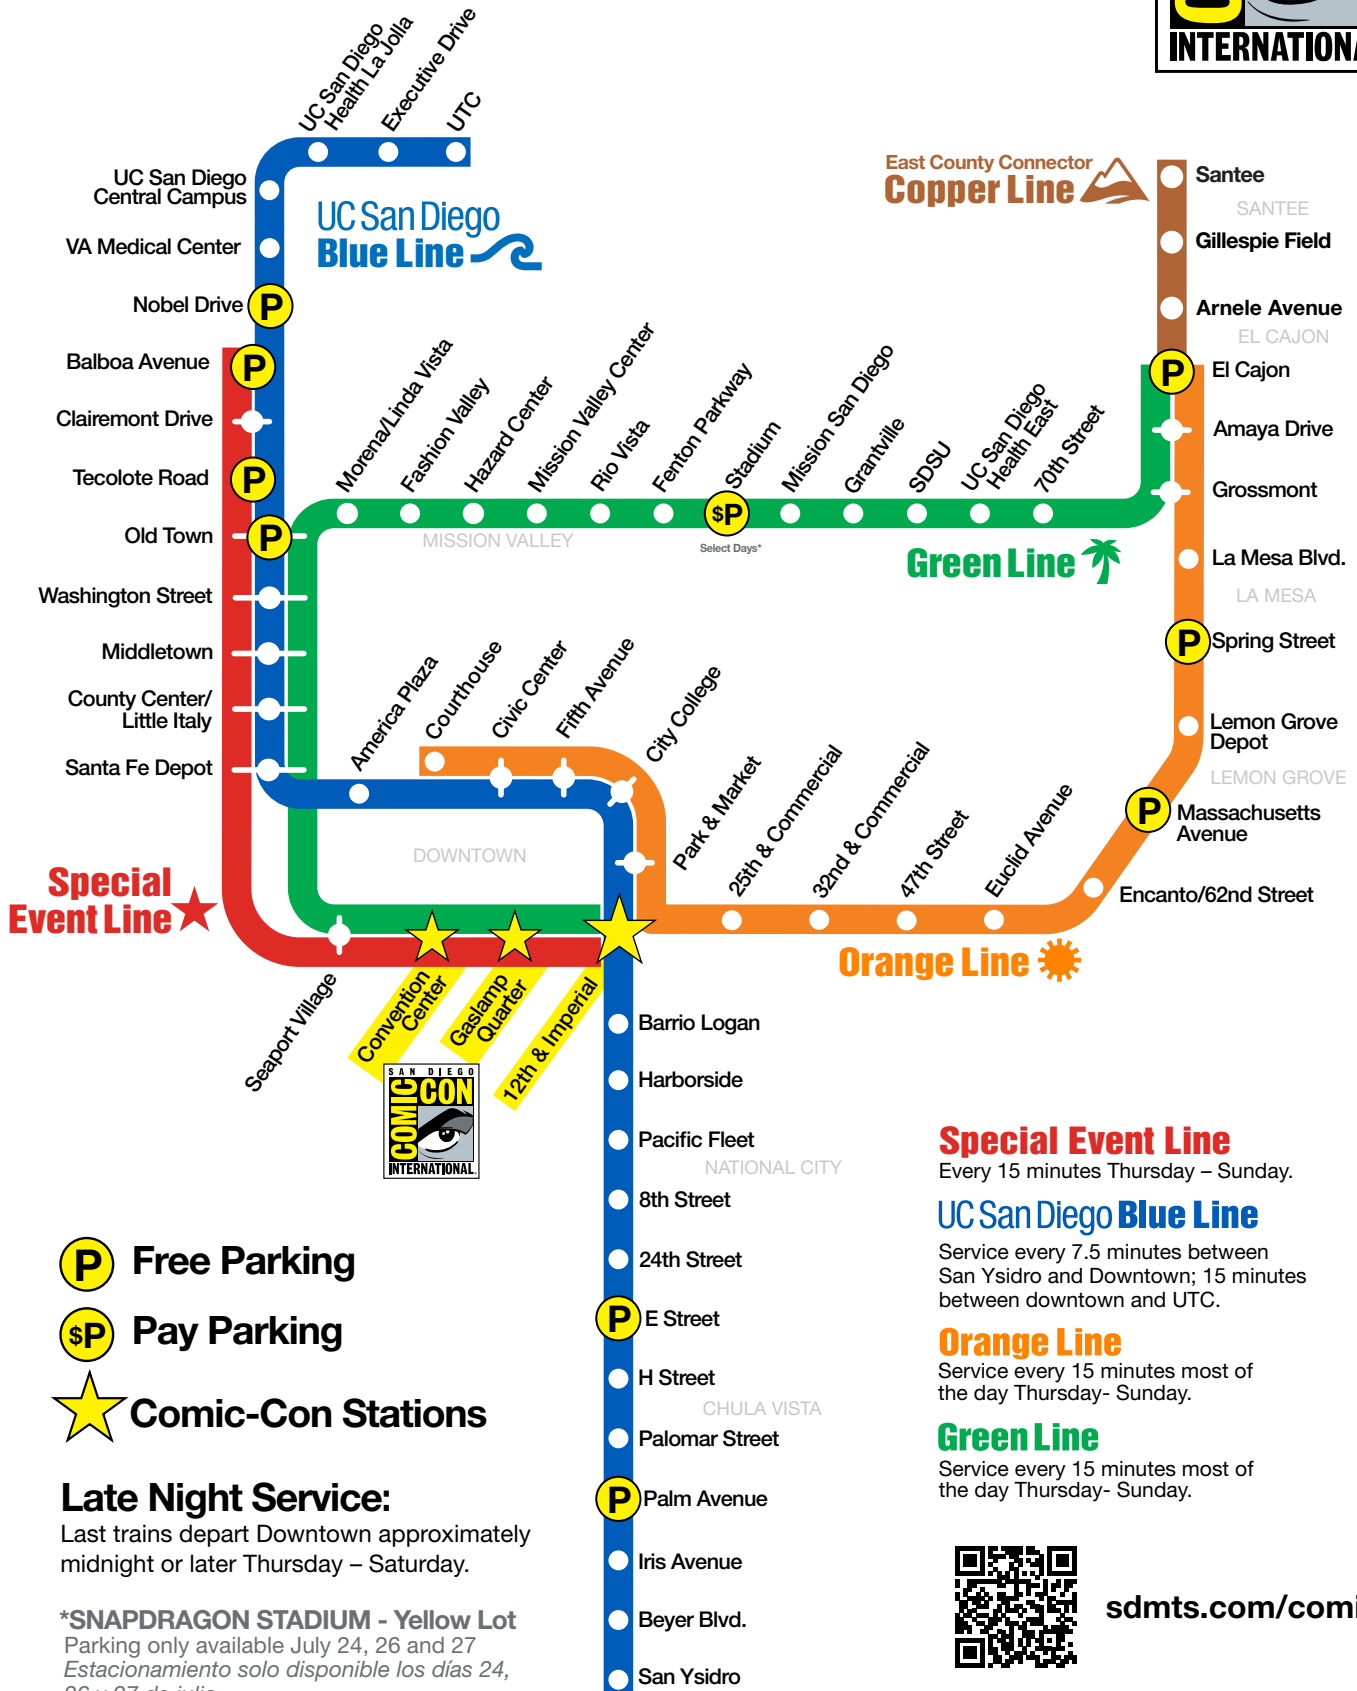 INTERNATIONA
UC San Diego
Health La Jolla
Executive Drive
UTC
UC San Diego
Central Campus
VA Medical Center
Nobel Drive
P
Balboa Avenue
P
Clairemont Drive
Tecolote Road
P
Old Town
P
Washington Street
Middletown
County Center/
Little Italy
Santa Fe Depot
UC San Diego
Blue Line
East County Connector
Copper Line
Santee
SANTEE
Gillespie Field
Arnele Avenue
EL CAJON
P
El Cajon
Amaya Drive
Grossmont
La Mesa Blvd.
LA MESA
P
Spring Street
Lemon Grove
Depot
LEMON GROVE
P
Massachusetts
Avenue
Encanto/62nd Street
Morena/Linda Vista
Fashion Valley
Hazard Center
Mission Valley Center
Rio Vista
Fenton Parkway
Stadium
Mission San Diego
Grantville
SDSU
UC San Diego
Health East
70th Street
$P
Select Days*
MISSION VALLEY
Green Line
America Plaza
Courthouse
Civic Center
Fifth Avenue
City College
Park & Market
25th & Commercial
32nd & Commercial
47th Street
Euclid Avenue
DOWNTOWN
Orange Line
Special
Event Line
Seaport Village
Convention
Center
Gaslamp
Quarter
12th & Imperial
SAN DIEGO
COMIC
CON
INTERNATIONAL.
Barrio Logan
Harborside
Pacific Fleet
NATIONAL CITY
8th Street
24th Street
P
E Street
H Street
CHULA VISTA
Palomar Street
P
Palm Avenue
Iris Avenue
Beyer Blvd.
San Ysidro
P Free Parking
$P Pay Parking
Comic-Con Stations
Late Night Service:
Last trains depart Downtown approximately
midnight or later Thursday – Saturday.
*SNAPDRAGON STADIUM - Yellow Lot
Parking only available July 24, 26 and 27
Estacionamiento solo disponible los días 24,
26 y 27 de julio
Special Event Line
Every 15 minutes Thursday – Sunday.
UC San Diego Blue Line
Service every 7.5 minutes between
San Ysidro and Downtown; 15 minutes
between downtown and UTC.
Orange Line
Service every 15 minutes most of
the day Thursday- Sunday.
Green Line
Service every 15 minutes most of
the day Thursday- Sunday.
sdmts.com/comi